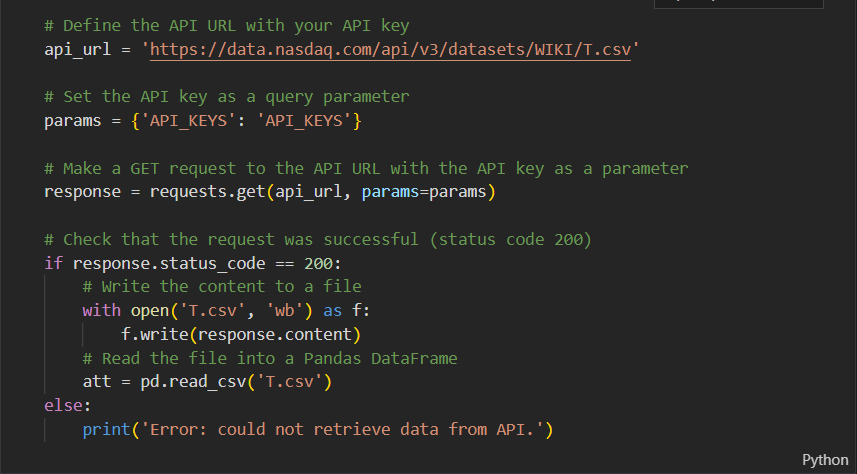 # Define the API URL with your API key
api_url = 'https://data.nasdaq.com/api/v3/datasets/WIKI/T.csv'
# Set the API key as a query parameter
params = {'API_KEYS': 'API_KEYS'}
# Make a GET request to the API URL with the API key as a parameter
response = requests.get(api_url, params=params)
# Check that the request was successful (status code 200)
if response.status_code == 200:
    # Write the content to a file
    with open('T.csv', 'wb') as f:
        f.write(response.content)
    # Read the file into a Pandas DataFrame
    att = pd.read_csv('T.csv')
else:
    print('Error: could not retrieve data from API.')
Python